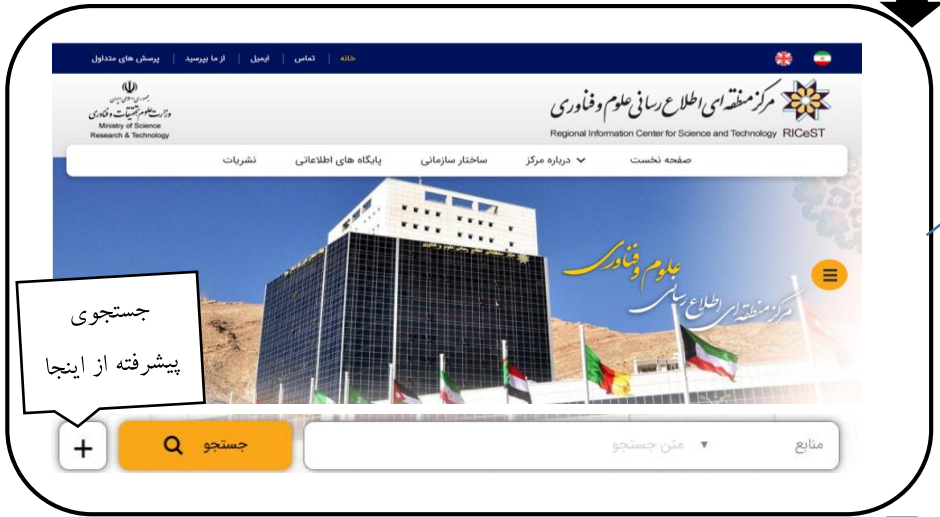 خانه | تماس | ایمیل | از ما بپرسید | پرسش های متداول
مرکز منطقه ای اطلاع رسانی علوم و فناوری
Regional Information Center for Science and Technology RICeST
جمهوری اسلامی ایران
وزارت علوم تحقیقات و فناوری
Ministry of Science
Research & Technology
صفحه نخست درباره مرکز ساختار سازمانی پایگاه های اطلاعاتی نشریات
علوم و فناوری
مرکز منطقه ای اطلاع رسانی
جستجوی
پیشرفته از اینجا
منابع متن جستجو جستجو +